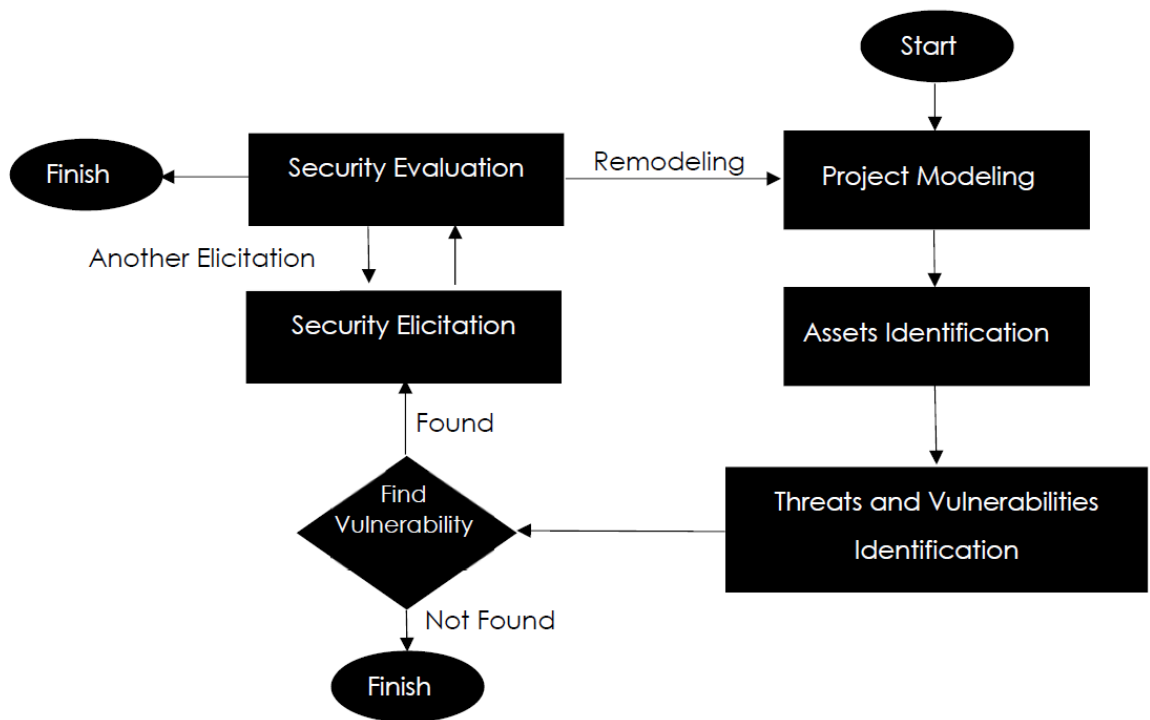 Start
Security Evaluation
Remodeling
Project Modeling
Finish
Another Elicitation
Security Elicitation
Assets Identification
Found
Find
Vulnerability
Threats and Vulnerabilities
Identification
Not Found
Finish